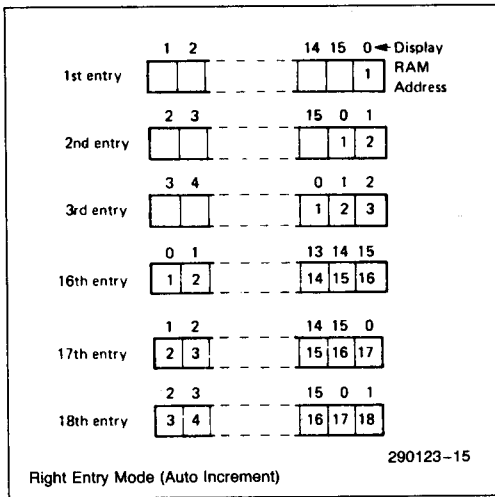 1 2 14 15 0 Display
1st entry 1 RAM
Address
2 3 15 0 1
2nd entry 1 2
3 4 0 1 2
3rd entry 1 2 3
0 1 13 14 15
16th entry 1 2 14 15 16
1 2 14 15 0
17th entry 2 3 15 16 17
2 3 15 0 1
18th entry 3 4 16 17 18
290123-15
Right Entry Mode (Auto Increment)